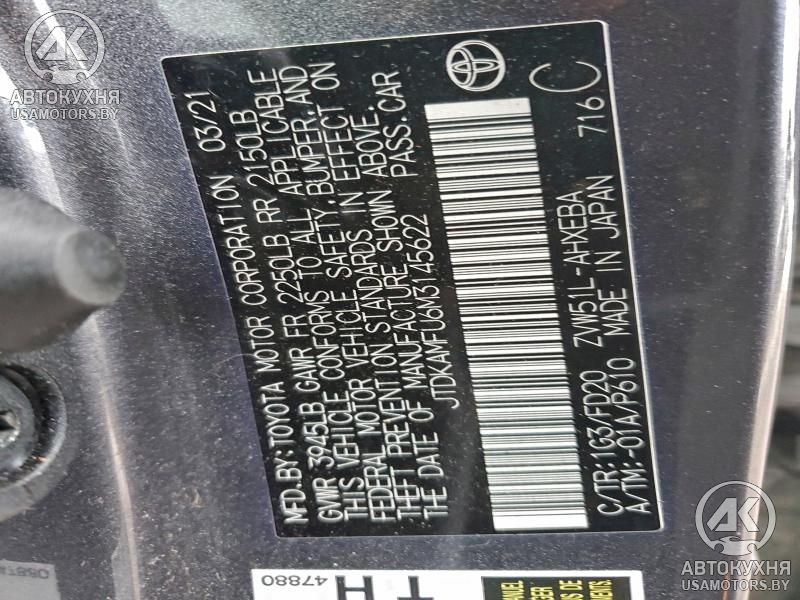 MFD.BY:TOYOTA MOTOR CORPORATION 03/21
GVWR 3945LB GAWR FR 2250LB RR 2150LB
THIS VEHICLE CONFORMS TO ALL APPLICABLE
FEDERAL MOTOR VEHICLE SAFETY,BUMPER,AND
THEFT PREVENTION STANDARDS IN EFFECT ON
THE DATE OF MANUFACTURE SHOWN ABOVE.
JTDKAMFU6M3145622 PASS.CAR
C/TR:1G3/FD20 ZVW51L-AHXEBA 716 C
A/TM:-01A/P610 MADE IN JAPAN
TH
47880
АК
АВТОКУХНЯ
USAMOTORS.BY
АК
АВТОКУХНЯ
USAMOTORS.BY